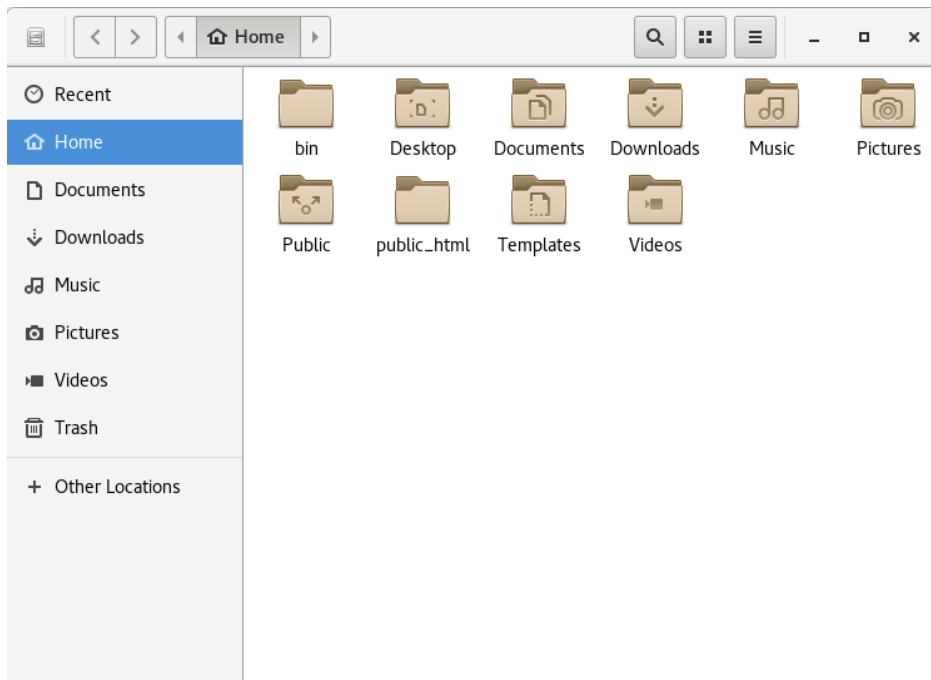 Home
Recent
Home
Documents
Downloads
Music
Pictures
Videos
Trash
Other Locations
bin Desktop Documents Downloads Music Pictures
Public public_html Templates Videos